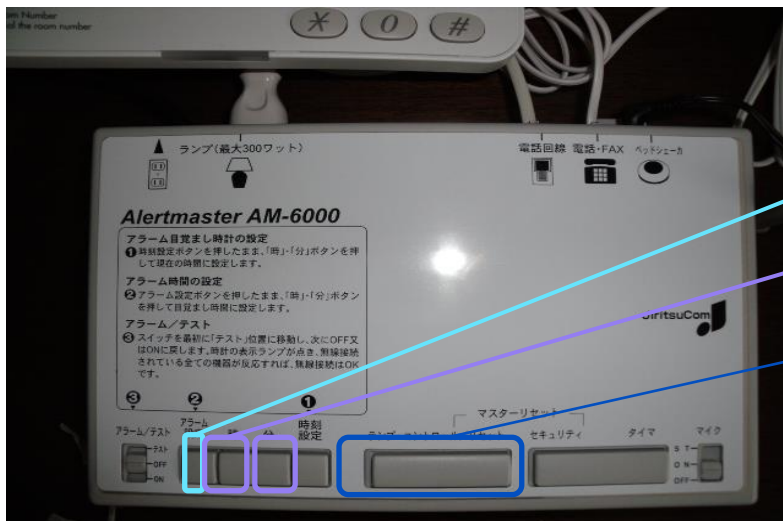 om Number
of the room number
* 0 #
ランプ(最大300ワット)
電話回線 電話・FAX ベッドシェーカ
Alertmaster AM-6000
アラーム目覚まし時計の設定
❶時刻設定ボタンを押したまま、「時」・「分」ボタンを押
して現在の時間に設定します。
アラーム時間の設定
❷アラーム設定ボタンを押したまま、「時」・「分」ボタン
を押して目覚まし時間に設定します。
アラーム/テスト
❸スイッチを最初に「テスト」位置に移動し、次にOFF又
はONに戻します。時計の表示ランプが点き、無線接続
されている全ての機器が反応すれば、無線接続はOK
です。
JiritsuCom
❸ ❷ ❶
アラーム/テスト
アラーム
時刻
設定
マスターリセット
セキュリティ
タイマ
マイク
テスト
OFF
ON
S T
O N
OFF